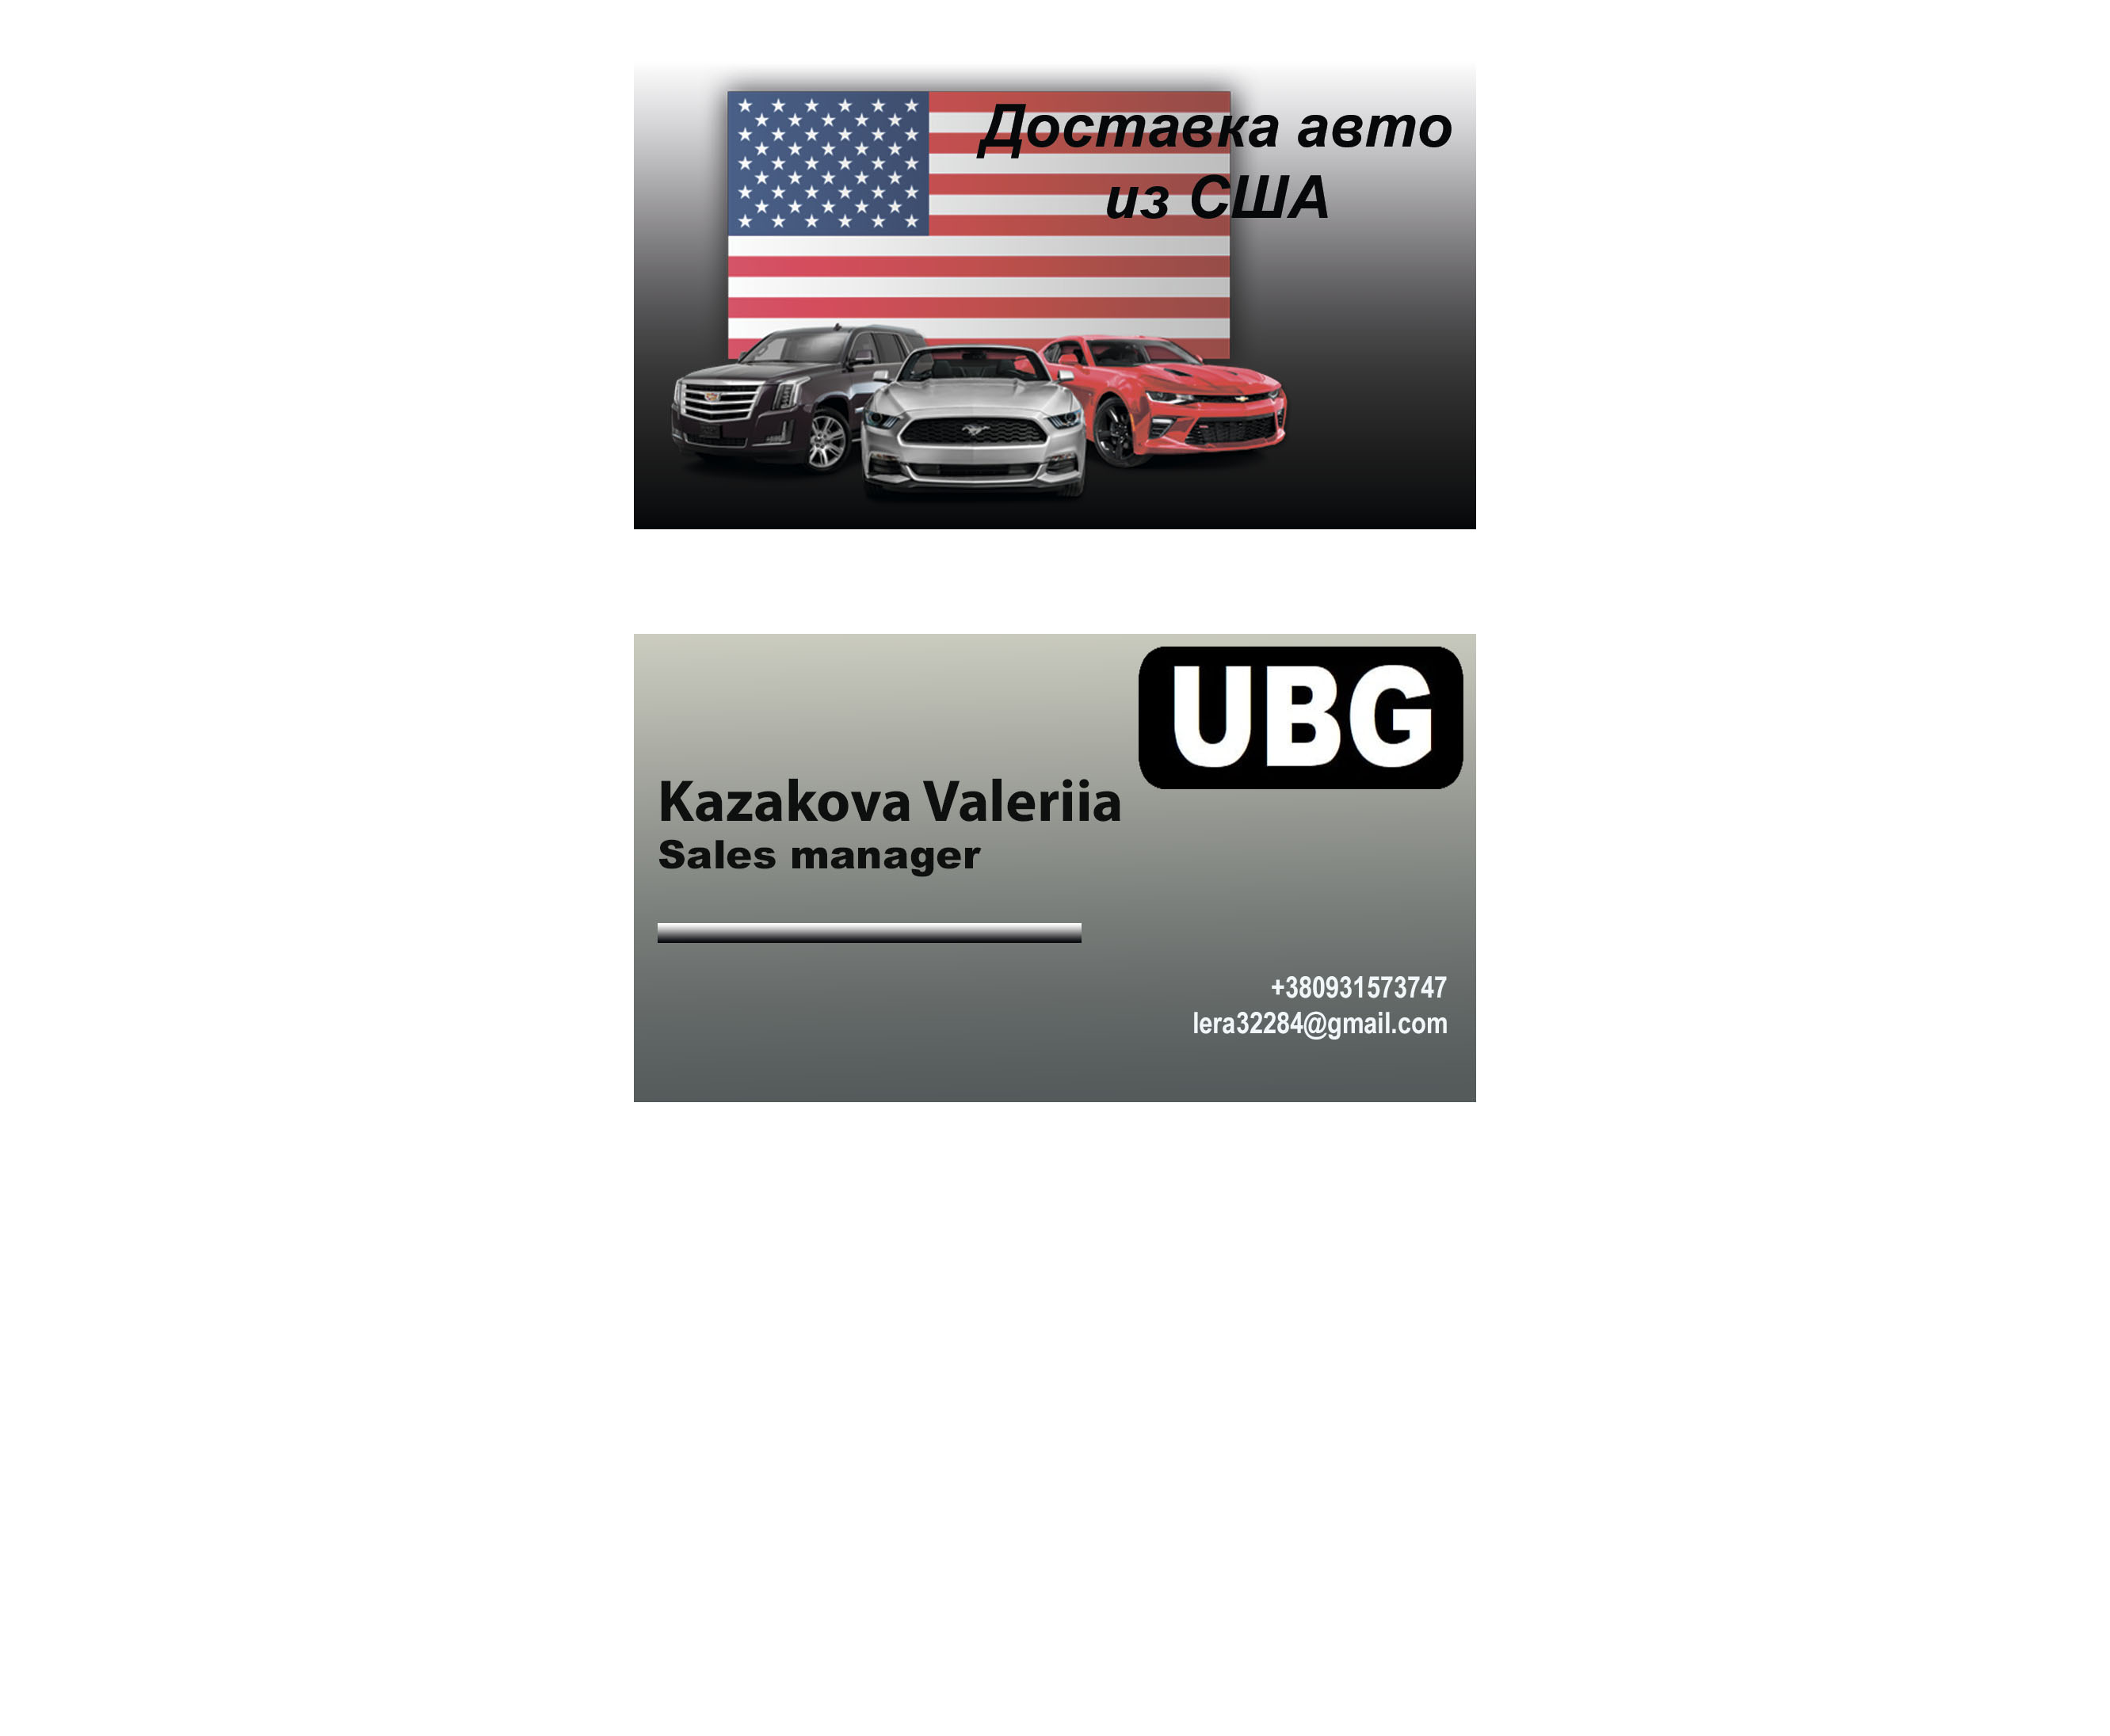 Доставка авто
из США
UBG
Kazakova Valeriia
Sales manager
+380931573747
lera32284@gmail.com